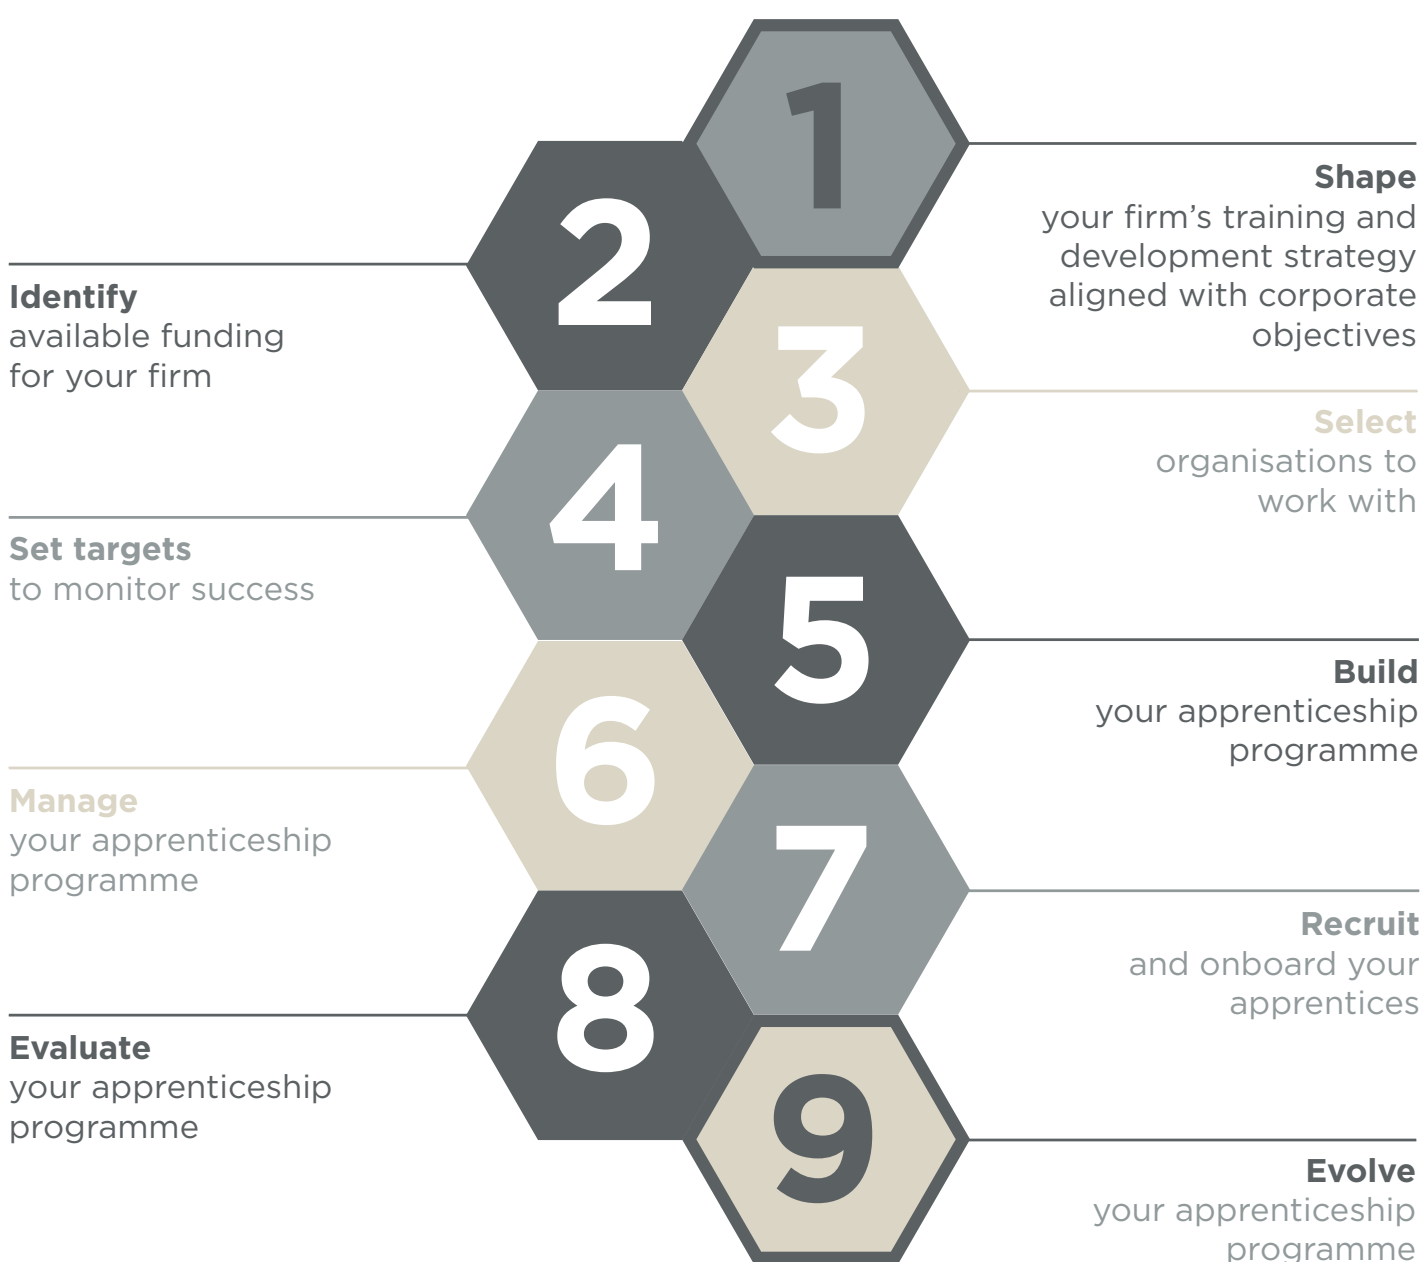 1
Shape
your firm’s training and
development strategy
aligned with corporate
objectives
2
Identify
available funding
for your firm
3
Select
organisations to
work with
4
Set targets
to monitor success
5
Build
your apprenticeship
programme
6
Manage
your apprenticeship
programme
7
Recruit
and onboard your
apprentices
8
Evaluate
your apprenticeship
programme
9
Evolve
your apprenticeship
programme